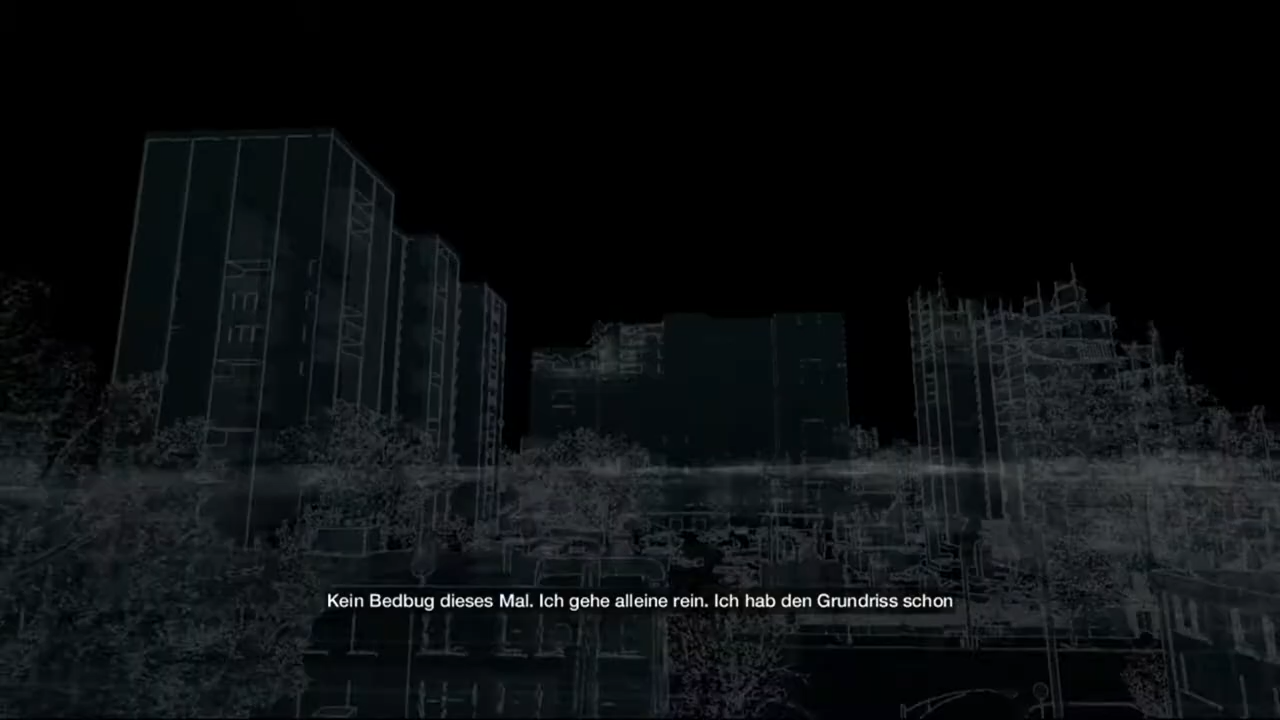 Kein Bedbug dieses Mal. Ich gehe alleine rein. Ich hab den Grundriss schon